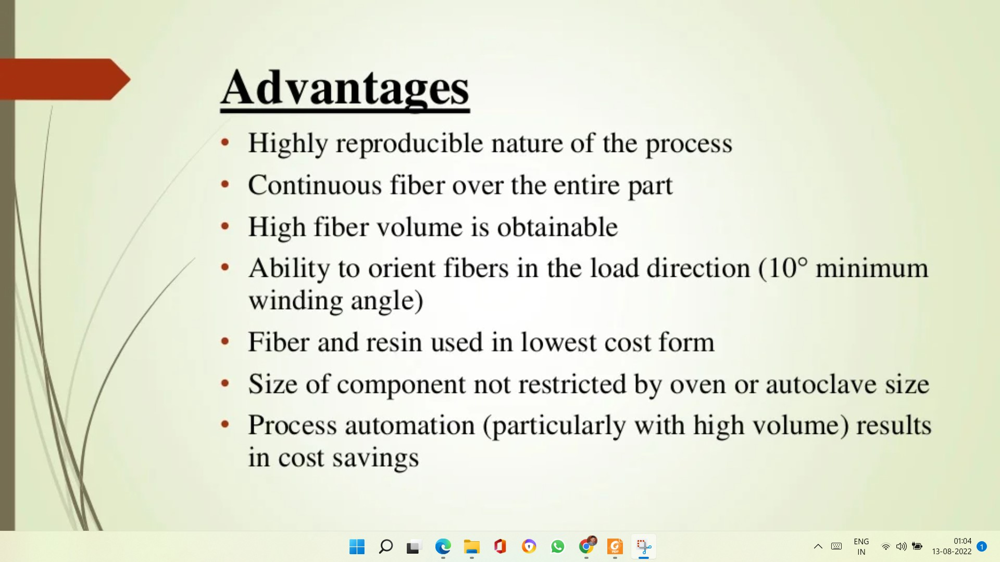 Advantages
• Highly reproducible nature of the process
• Continuous fiber over the entire part
• High fiber volume is obtainable
• Ability to orient fibers in the load direction (10° minimum
winding angle)
• Fiber and resin used in lowest cost form
• Size of component not restricted by oven or autoclave size
• Process automation (particularly with high volume) results
in cost savings
PDF
ENG
IN
01:04
13-08-2022
1